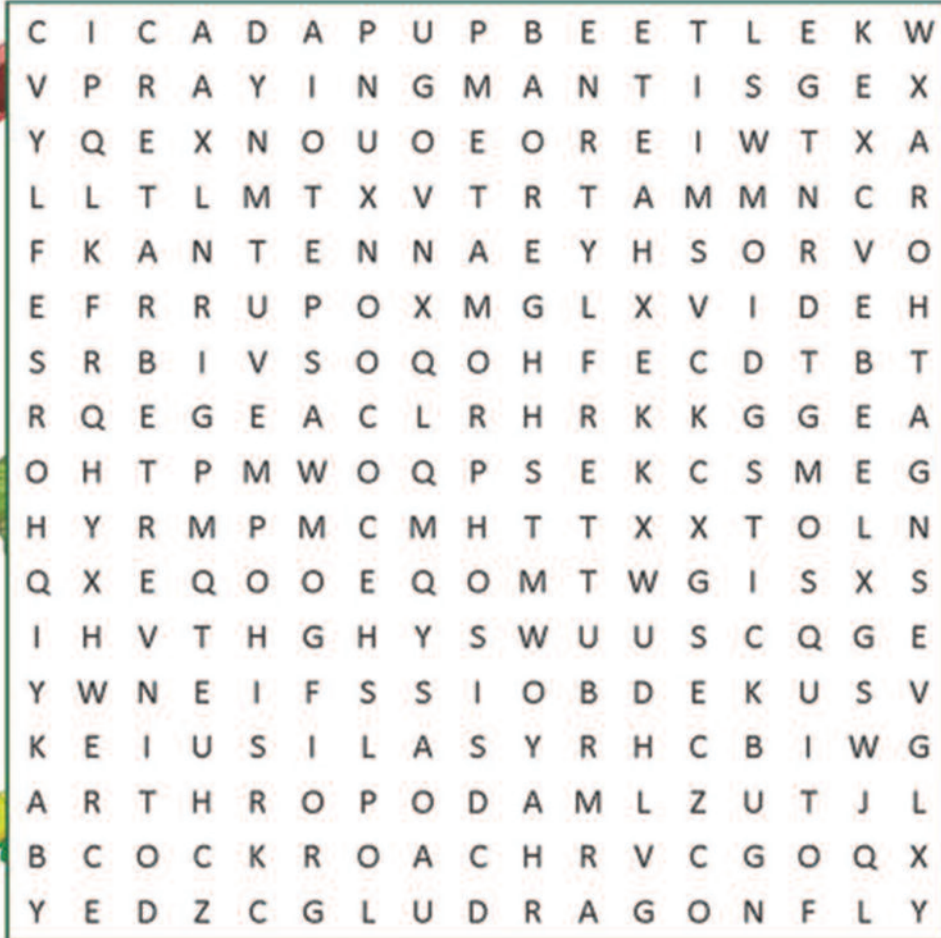 C I C A D A P U P B E E T L E K W
V P R A Y I N G M A N T I S G E X
Y Q E X N O U O E O R E I W T X A
L L T L M T X V T R T A M M N C R
F K A N T E N N A E Y H S O R V O
E F R R U P O X M G L X V I D E H
S R B I V S O Q O H F E C D T B T
R Q E G E A C L R H R K K G G E A
O H T P M W O Q P S E K C S M E G
H Y R M P M C M H T T X X T O L N
Q X E Q O O E Q O M T W G I S X S
I H V T H G H Y S W U U S C Q G E
Y W N E I F S S I O B D E K U S V
K E I U S I L A S Y R H C B I W G
A R T H R O P O D A M L Z U T J L
B C O C K R O A C H R V C G O Q X
Y E D Z C G L U D R A G O N F L Y